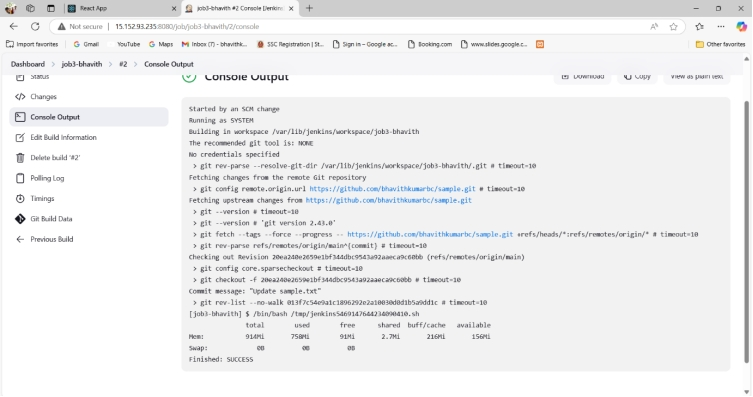 React App
job3-bhavith #2 Console [Jenkins
Not secure 15.152.93.235:8080/job/job3-bhavith/2/console
Import favorites Gmail YouTube Maps Inbox (7) - bhavithk... SSC Registration | St... Sign in – Google ac... Booking.com www.slides.google.c... Other favorites
Dashboard > job3-bhavith > #2 > Console Output
Status
Changes
Console Output
Edit Build Information
Delete build '#2'
Polling Log
Timings
Git Build Data
Previous Build
Console Output
Download Copy View as plain text
Started by an SCM change
Running as SYSTEM
Building in workspace /var/lib/jenkins/workspace/job3-bhavith
The recommended git tool is: NONE
No credentials specified
> git rev-parse --resolve-git-dir /var/lib/jenkins/workspace/job3-bhavith/.git # timeout=10
Fetching changes from the remote Git repository
> git config remote.origin.url https://github.com/bhavithkumarbc/sample.git # timeout=10
Fetching upstream changes from https://github.com/bhavithkumarbc/sample.git
> git --version # timeout=10
> git --version # 'git version 2.43.0'
> git fetch --tags --force --progress -- https://github.com/bhavithkumarbc/sample.git +refs/heads/*:refs/remotes/origin/* # timeout=10
> git rev-parse refs/remotes/origin/main^{commit} # timeout=10
Checking out Revision 20ea240e2659e1bf344dbc9543a92aaeca9c60bb (refs/remotes/origin/main)
> git config core.sparsecheckout # timeout=10
> git checkout -f 20ea240e2659e1bf344dbc9543a92aaeca9c60bb # timeout=10
Commit message: "Update sample.txt"
> git rev-list --no-walk 013f7c54e9a1c1896292e2a10030d8d1b5a9dd1c # timeout=10
[job3-bhavith] $ /bin/bash /tmp/jenkins5469147644234090410.sh
total used free shared buff/cache available
Mem: 914Mi 758Mi 91Mi 2.7Mi 216Mi 156Mi
Swap: 0B 0B 0B
Finished: SUCCESS